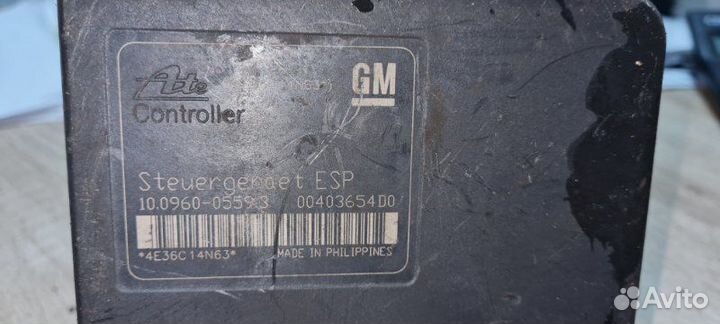 Ate
GM
Controller
Steuergeraet ESP
10.0960-0559.3 00403654D0
*4E36C14N63* MADE IN PHILIPPINES
Avito